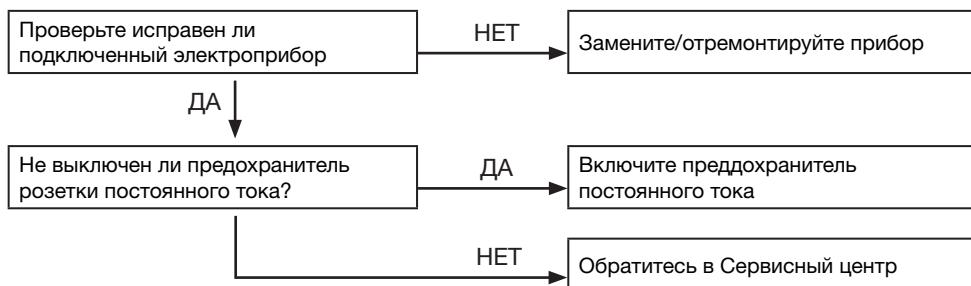 Проверьте исправен ли
подключенный электроприбор
НЕТ
Замените/отремонтируйте прибор
ДА
Не выключен ли предохранитель
розетки постоянного тока?
ДА
Включите преддохранитель
постоянного тока
НЕТ
Обратитесь в Сервисный центр